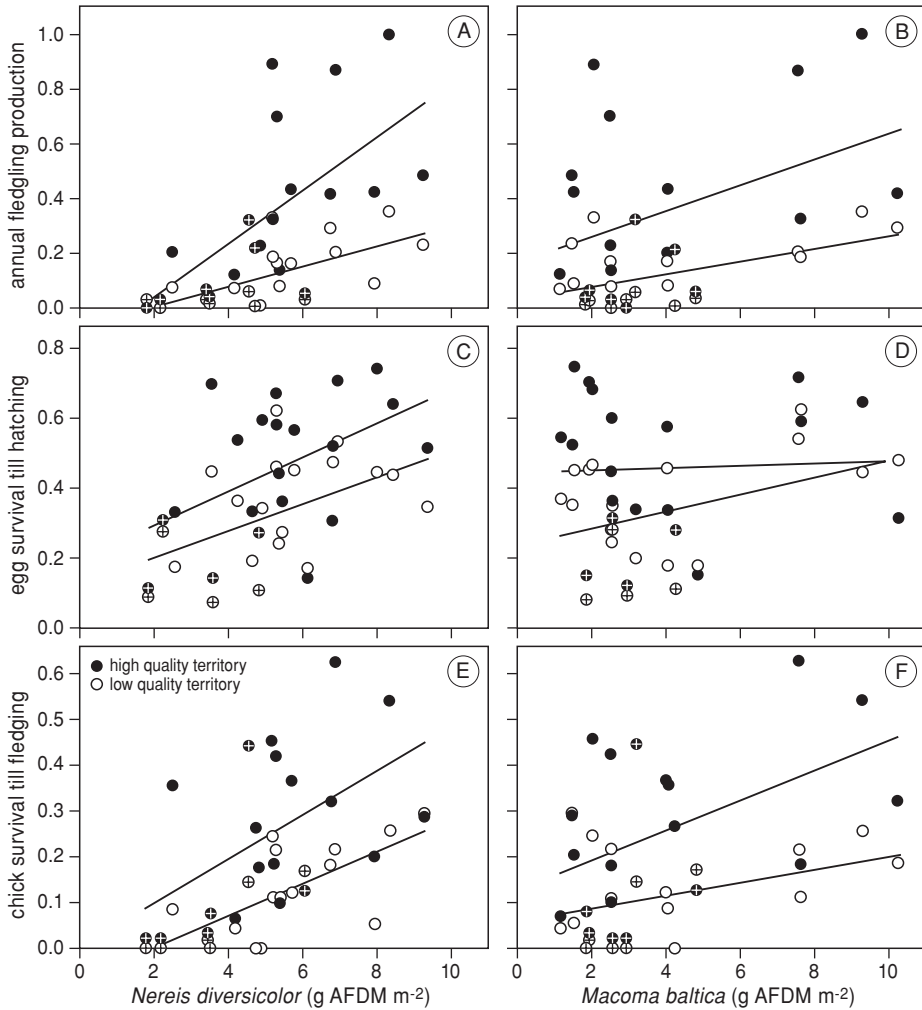 A
B
annual fledgling production
1.0
0.8
0.6
0.4
0.2
0.0
C
D
egg survival till hatching
0.8
0.6
0.4
0.2
0.0
high quality territory
low quality territory
E
F
chick survival till fledging
0.6
0.5
0.4
0.3
0.2
0.1
0.0
0 2 4 6 8 10
0 2 4 6 8 10
Nereis diversicolor (g AFDM m-2)
Macoma baltica (g AFDM m-2)